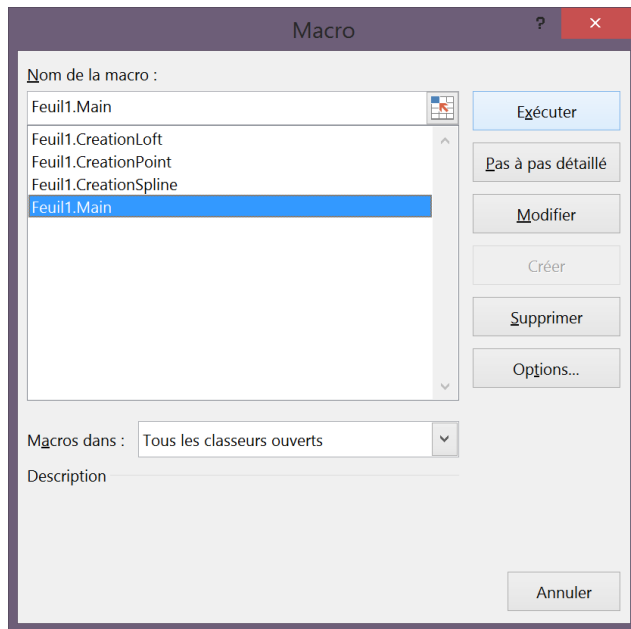 Macro
?
Nom de la macro :
Feuil1.Main
Exécuter
Feuil1.CreationLoft
Feuil1.CreationPoint
Feuil1.CreationSpline
Feuil1.Main
Pas à pas détaillé
Modifier
Créer
Supprimer
Options...
Macros dans :
Tous les classeurs ouverts
Description
Annuler